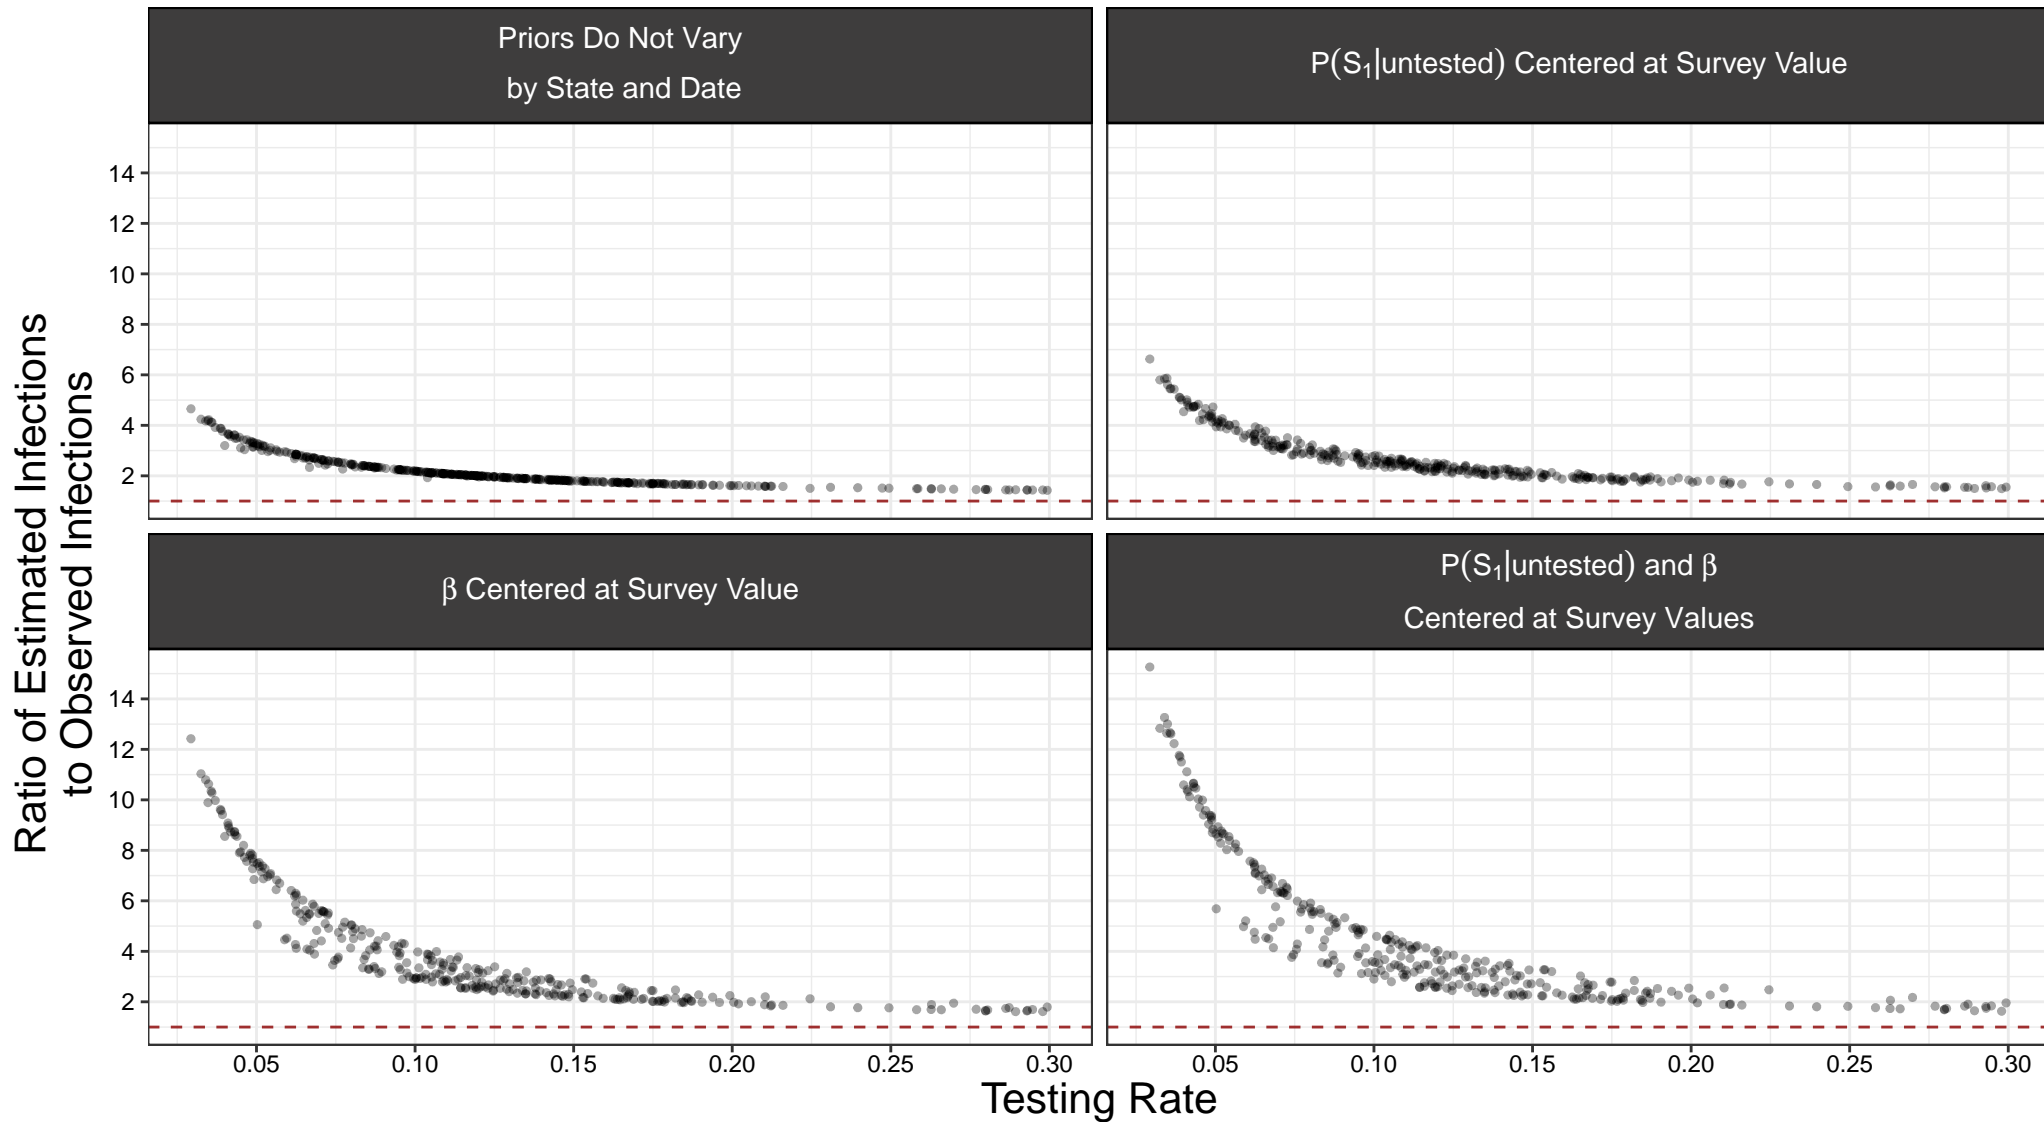 Priors Do Not Vary
by State and Date
P(S₁|untested) Centered at Survey Value
14
12
10
8
6
4
2
β Centered at Survey Value
P(S₁|untested) and β
Centered at Survey Values
14
12
10
8
6
4
2
0.05 0.10 0.15 0.20 0.25 0.30
0.05 0.10 0.15 0.20 0.25 0.30
Testing Rate
Ratio of Estimated Infections
to Observed Infections